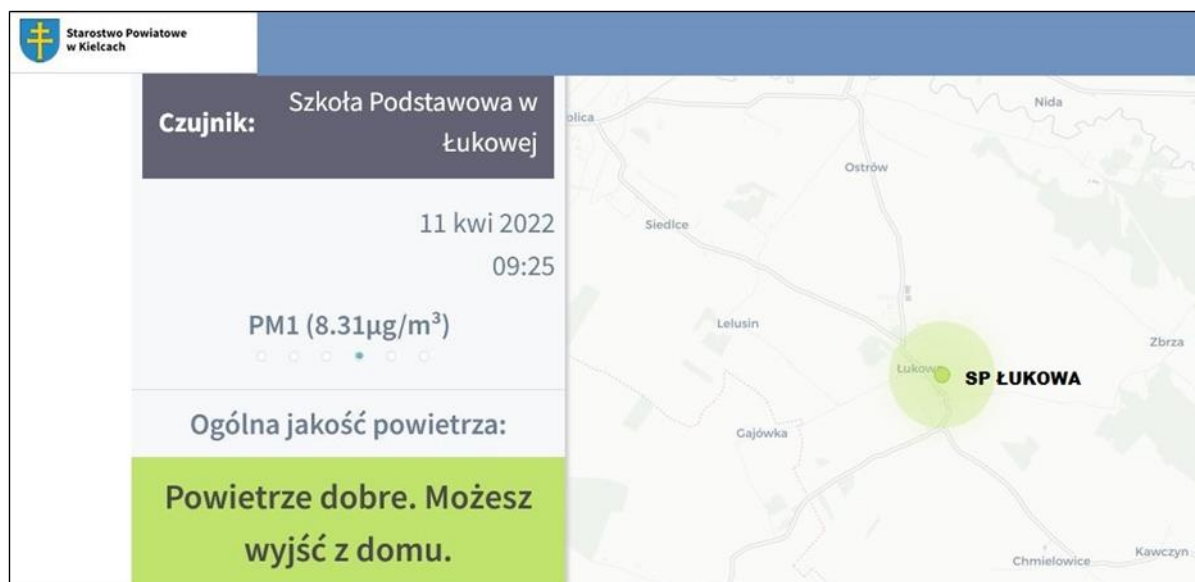 Starostwo Powiatowe
w Kielcach
Czujnik:
Szkoła Podstawowa w
Łukowej
11 kwi 2022
09:25
PM1 (8.31µg/m³)
Ogólna jakość powietrza:
Powietrze dobre. Możesz
wyjść z domu.
olica
Nida
Ostrów
Siedlce
Lelusin
Zbrza
Łukowa
SP ŁUKOWA
Gajówka
Chmielowice
Kawczyn